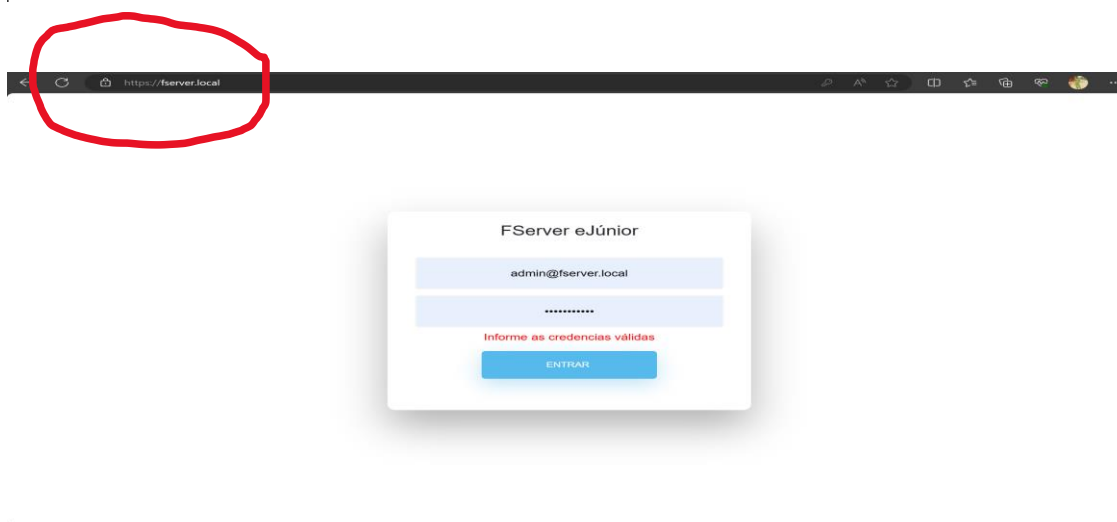 https://fserver.local
FServer eJúnior
admin@fserver.local
•••••••••••
Informe as credencias válidas
ENTRAR